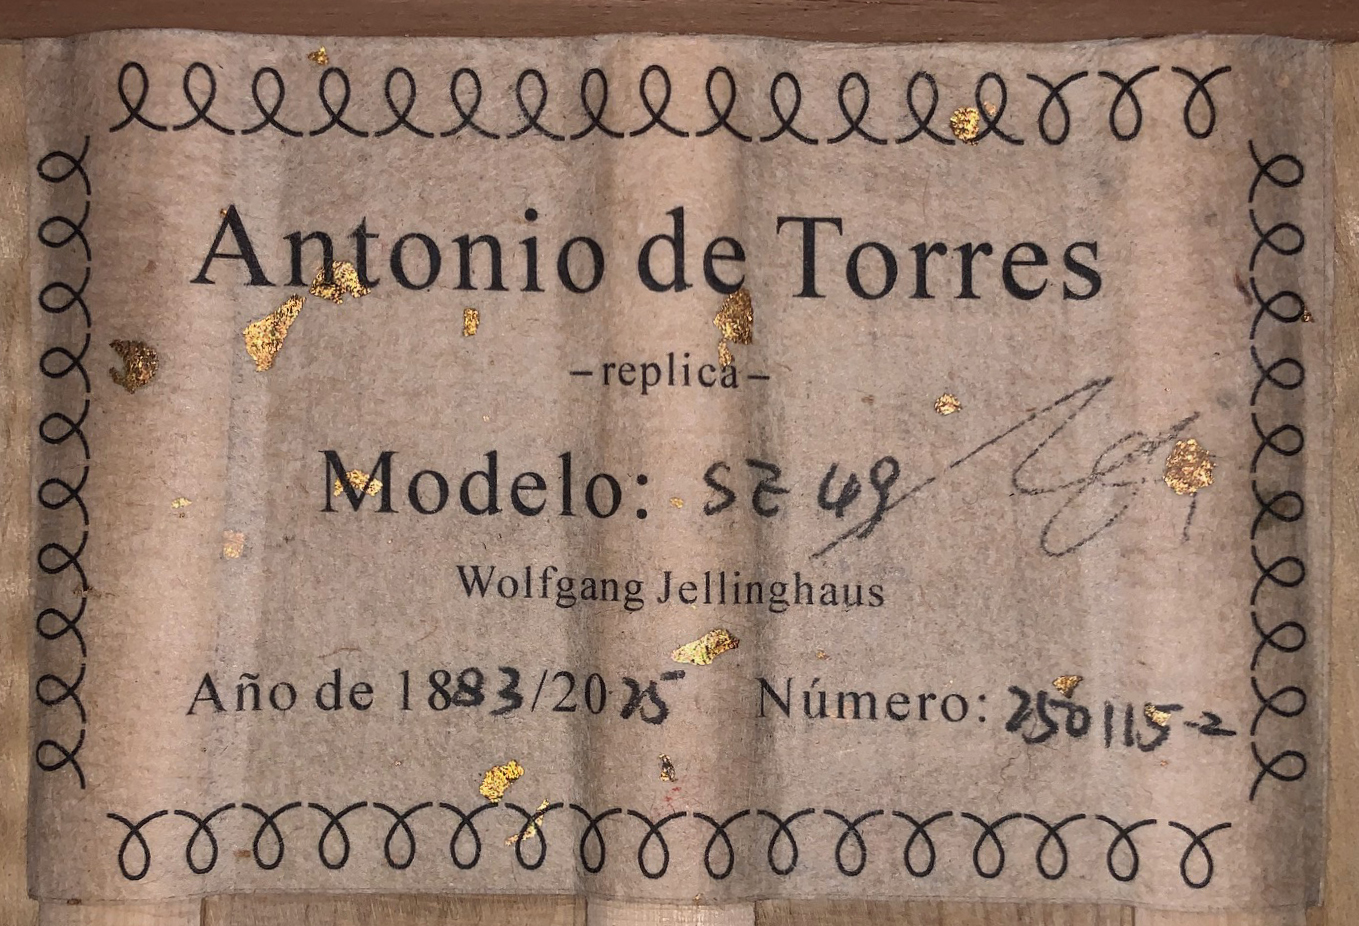 Antonio de Torres
–replica–
Modelo: SE 49
Wolfgang Jellinghaus
Año de 1883/2025 Número: 250115-2